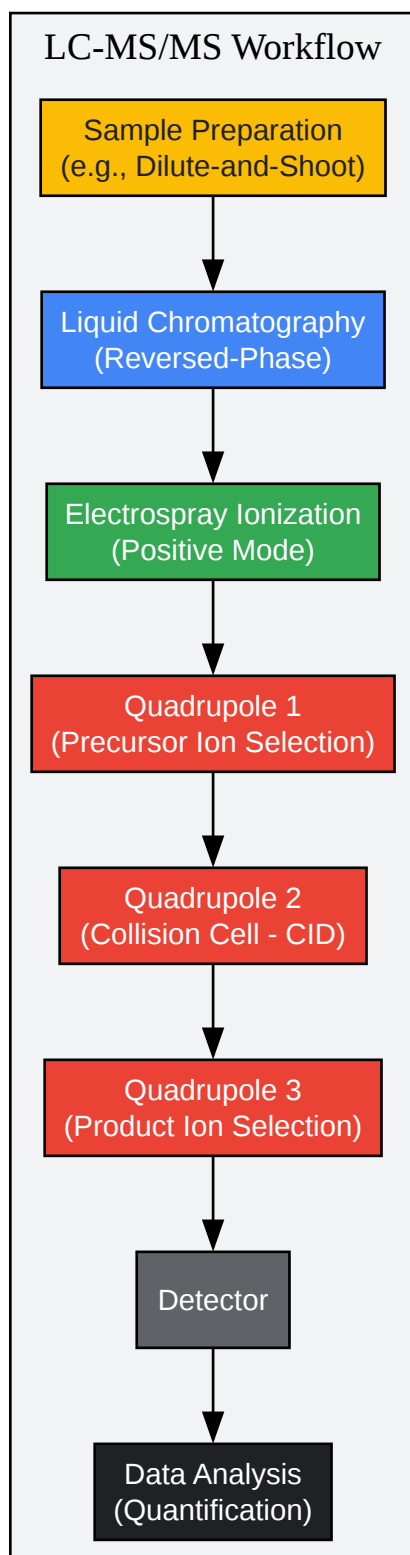 LC-MS/MS Workflow
Sample Preparation
(e.g., Dilute-and-Shoot)
Liquid Chromatography
(Reversed-Phase)
Electrospray Ionization
(Positive Mode)
Quadrupole 1
(Precursor Ion Selection)
Quadrupole 2
(Collision Cell - CID)
Quadrupole 3
(Product Ion Selection)
Detector
Data Analysis
(Quantification)